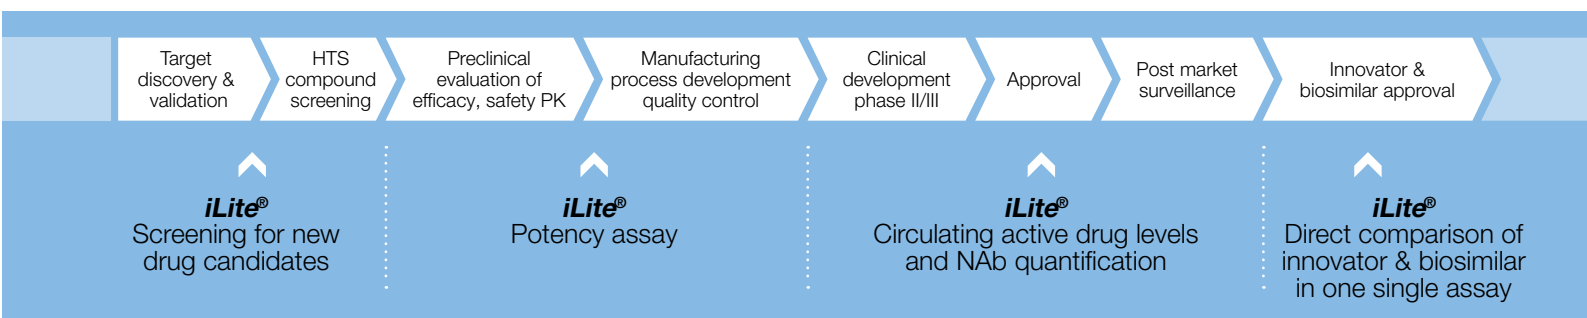 Target
discovery &
validation
HTS
compound
screening
Preclinical
evaluation of
efficacy, safety PK
Manufacturing
process development
quality control
Clinical
development
phase II/III
Approval
Post market
surveillance
Innovator &
biosimilar approval
iLite®
Screening for new
drug candidates
iLite®
Potency assay
iLite®
Circulating active drug levels
and NAb quantification
iLite®
Direct comparison of
innovator & biosimilar
in one single assay